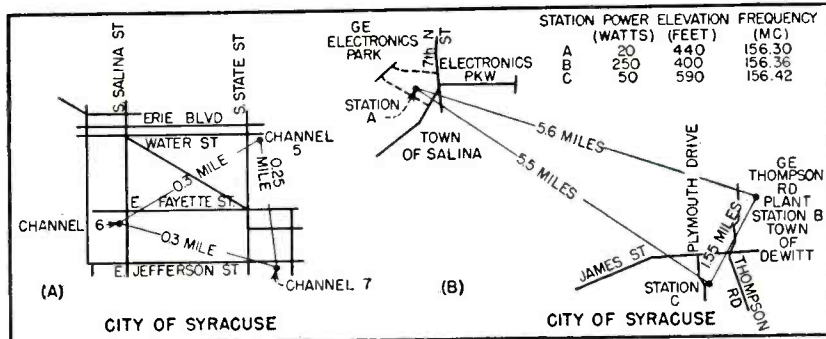 S. SALINA ST
S. STATE ST
ERIE BLVD
WATER ST
CHANNEL
5
0.3 MILE
0.25
MILE
E. FAYETTE ST.
CHANNEL
6
0.3 MILE
E. JEFFERSON ST
CHANNEL 7
(A)
CITY OF SYRACUSE
GE
ELECTRONICS
PARK
(B)
7th N
ST
ELECTRONICS
PKW
STATION
A
TOWN
OF SALINA
STATION POWER ELEVATION FREQUENCY
(WATTS) (FEET) (MC)
A 20 440 156.30
B 250 400 156.36
C 50 590 156.42
5.6 MILES
5.5 MILES
PLYMOUTH DRIVE
GE
THOMPSON
RD
PLANT
STATION B
TOWN
OF
DEWITT
1.55 MILES
JAMES ST
STATION
C
THOMPSON
RD
CITY OF SYRACUSE